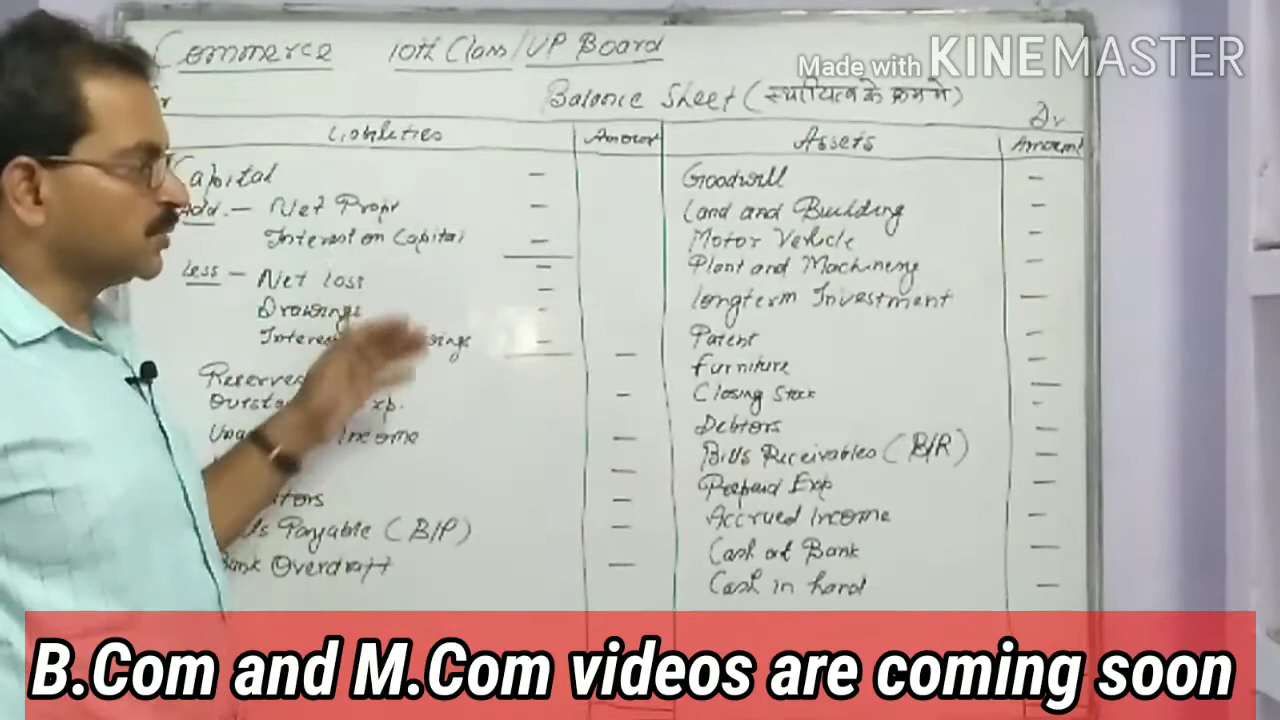 Commerce 10th Class/UP Board
Made with KINEMASTER
Balance Sheet (स्थायित्व के क्रम में)
Dr
Liabilities Amount Assets Amount
Capital
Add.- Net Profit
Interest on Capital
Less - Net loss
Drawings
Outst
Income
Payable (B/P)
Bank Overdraft
Goodwill
Land and Building
Motor Vehicle
Plant and Machinery
Longterm Investment
Patent
Furniture
Closing Stock
Debtors
Bills Receivables (B/R)
Prepaid Exp
Accrued Income
Cash at Bank
Cash in hand
B.Com and M.Com videos are coming soon